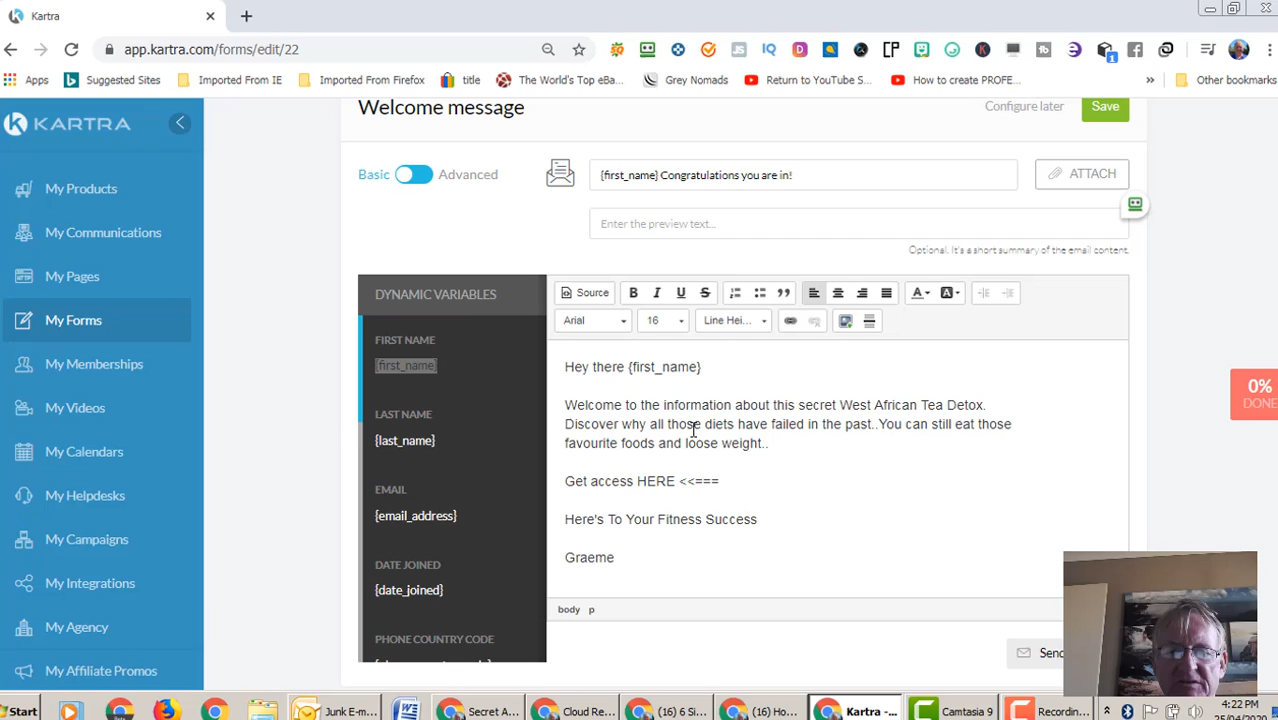 Kartra
app.kartra.com/forms/edit/22
Apps
Suggested Sites
Imported From IE
Imported From Firefox
title
The World's Top eBa...
Grey Nomads
Return to YouTube S...
How to create PROFE...
»
Other bookmarks
KARTRA
My Products
My Communications
My Pages
My Forms
My Memberships
My Videos
My Calendars
My Helpdesks
My Campaigns
My Integrations
My Agency
My Affiliate Promos
Welcome message
Configure later
Save
Basic
Advanced
{first_name} Congratulations you are in!
ATTACH
Enter the preview text...
Optional. It's a short summary of the email content.
DYNAMIC VARIABLES
FIRST NAME
{first_name}
LAST NAME
{last_name}
EMAIL
{email_address}
DATE JOINED
{date_joined}
PHONE COUNTRY CODE
Source
B I U S
Arial
16
Line Hei...
Hey there {first_name}
Welcome to the information about this secret West African Tea Detox.
Discover why all those diets have failed in the past..You can still eat those
favourite foods and loose weight..
Get access HERE <<===
Here's To Your Fitness Success
Graeme
body p
Send
0%
DONE
Start
Junk E-m...
Secret A...
Cloud Re...
(16) 6 Si...
(16) Ho...
Kartra -...
Camtasia 9
Recordin...
4:22 PM